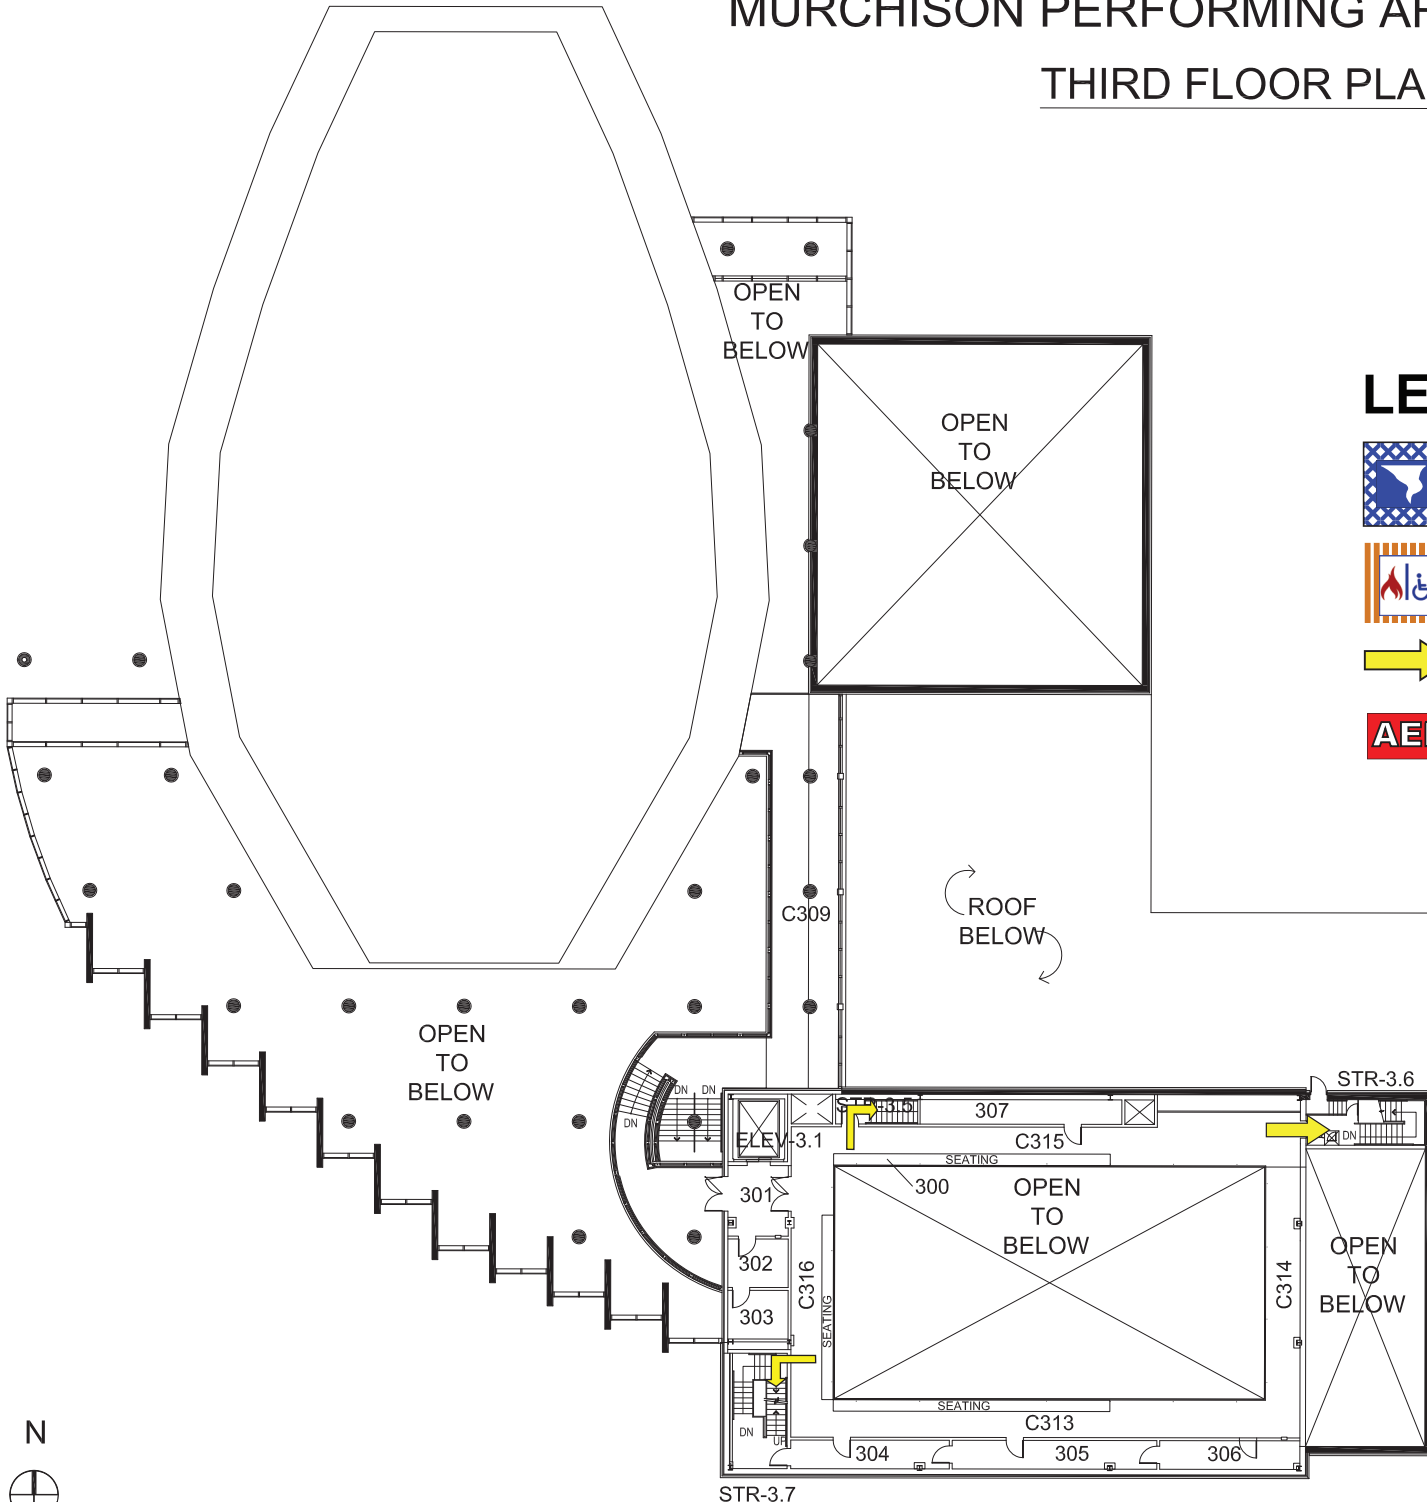 MURCHISON PERFORMING AR
THIRD FLOOR PLA
OPEN
TO
BELOW
OPEN
TO
BELOW
LE
AE
C309
ROOF
BELOW
OPEN
TO
BELOW
STR-3.6
DN
DN
DN
STR-3.5
307
DN
ELEV-3.1
C315
SEATING
301
300
OPEN
TO
BELOW
302
C316
C314
OPEN
TO
BELOW
303
SEATING
SEATING
C313
DN
UP
304
305
306
N
STR-3.7